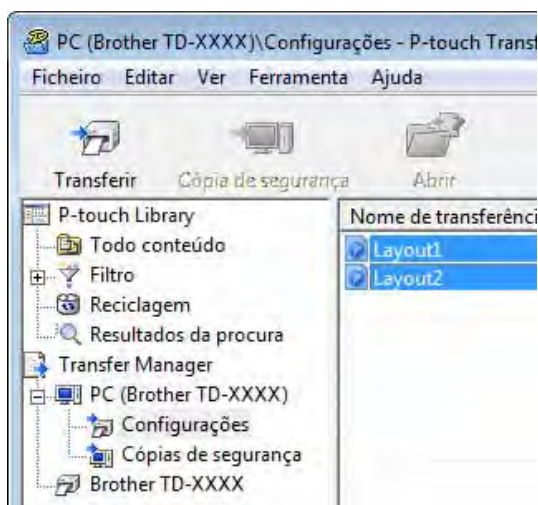 PC (Brother TD-XXXX)\Configurações - P-touch Transf
Ficheiro Editar Ver Ferramenta Ajuda
Transferir Cópia de segurança Abrir
P-touch Library
Todo conteúdo
Filtro
Reciclagem
Resultados da procura
Transfer Manager
PC (Brother TD-XXXX)
Configurações
Cópias de segurança
Brother TD-XXXX
Nome de transferênci
Layout1
Layout2